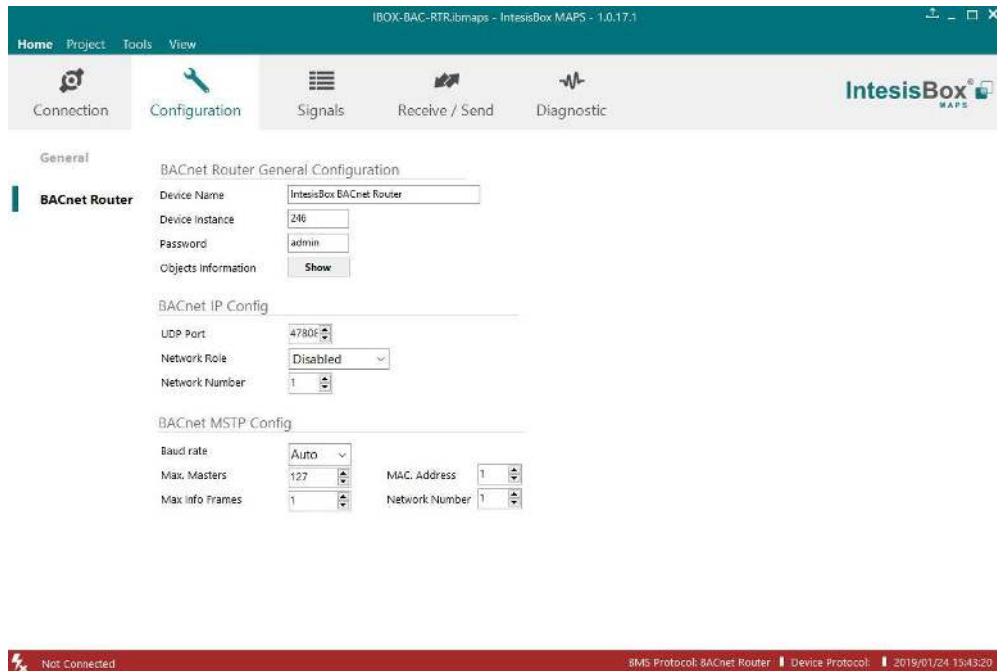 IBOX-BAC-RTR.ibmaps - IntesisBox MAPS - 1.0.17.1
Home Project Tools View
Connection Configuration Signals Receive / Send Diagnostic
IntesisBox®
MAPS
General
BACnet Router
BACnet Router General Configuration
Device Name IntesisBox BACnet Router
Device Instance 246
Password admin
Objects Information Show
BACnet IP Config
UDP Port 47808
Network Role Disabled
Network Number 1
BACnet MSTP Config
Baud rate Auto
Max. Masters 127 MAC. Address 1
Max Info Frames 1 Network Number 1
Not Connected
BMS Protocol: BACnet Router Device Protocol: 2019/01/24 15:43:20